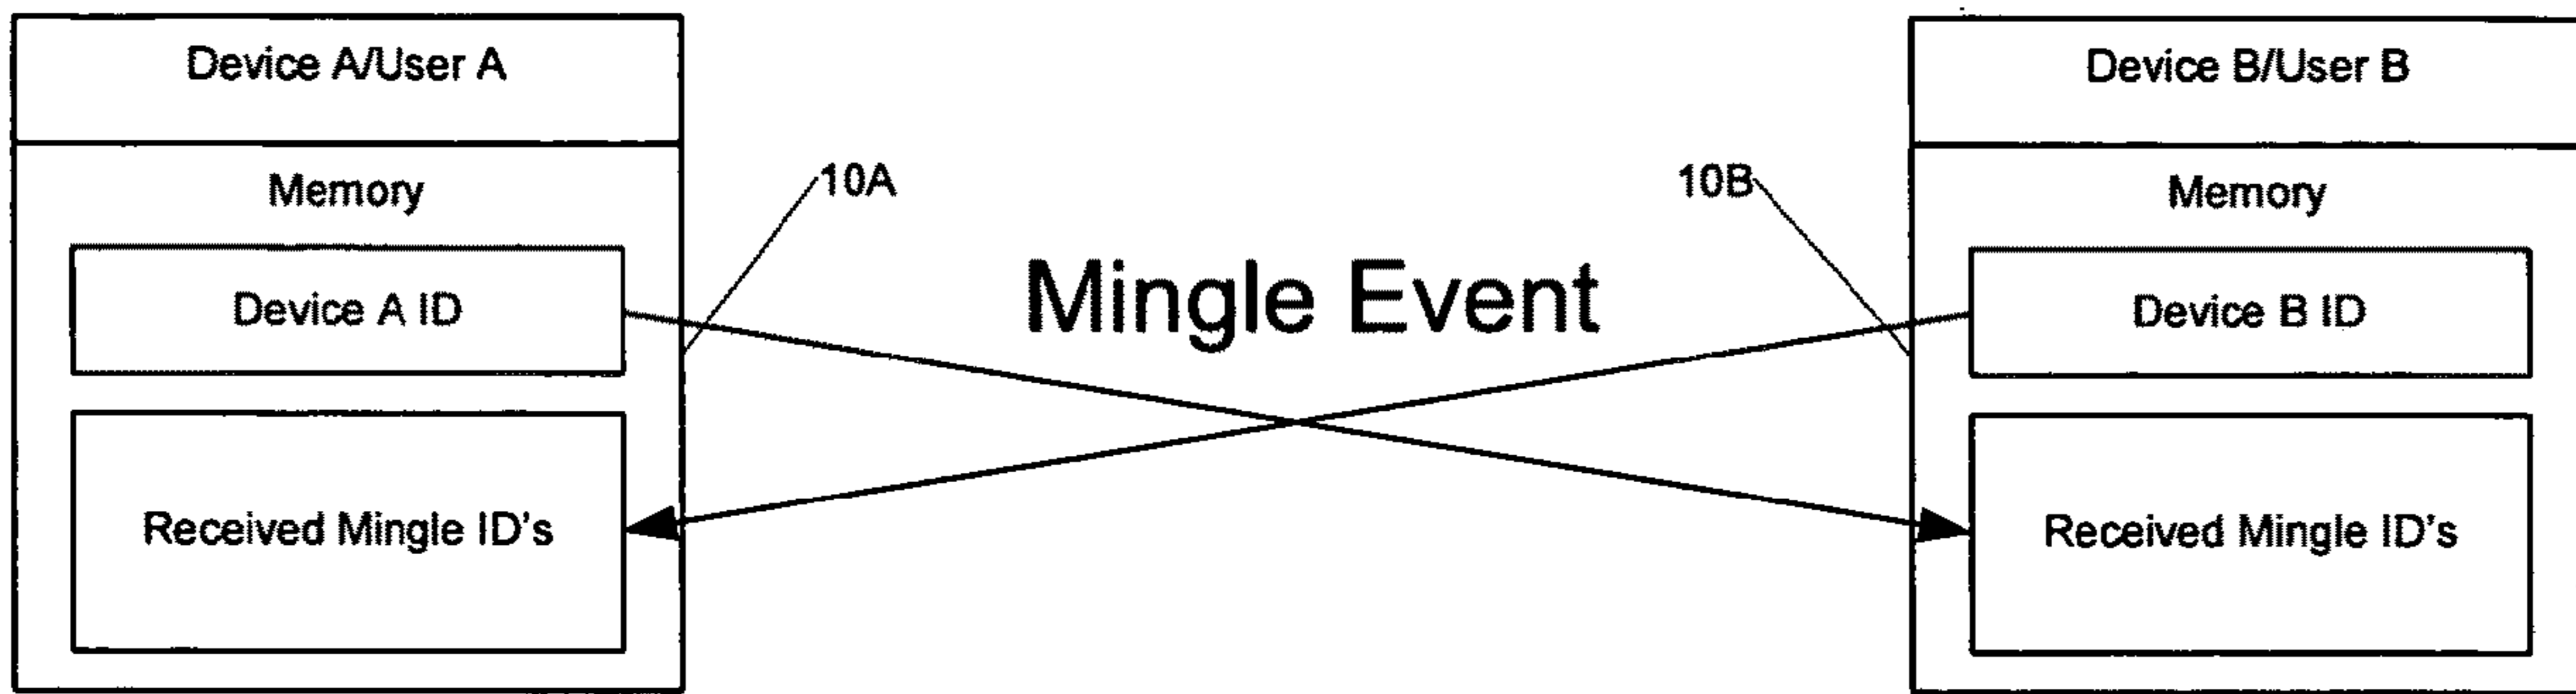 Device A/User A
Memory
Device A ID
Received Mingle ID's
10A
Mingle Event
10B
Device B/User B
Memory
Device B ID
Received Mingle ID's